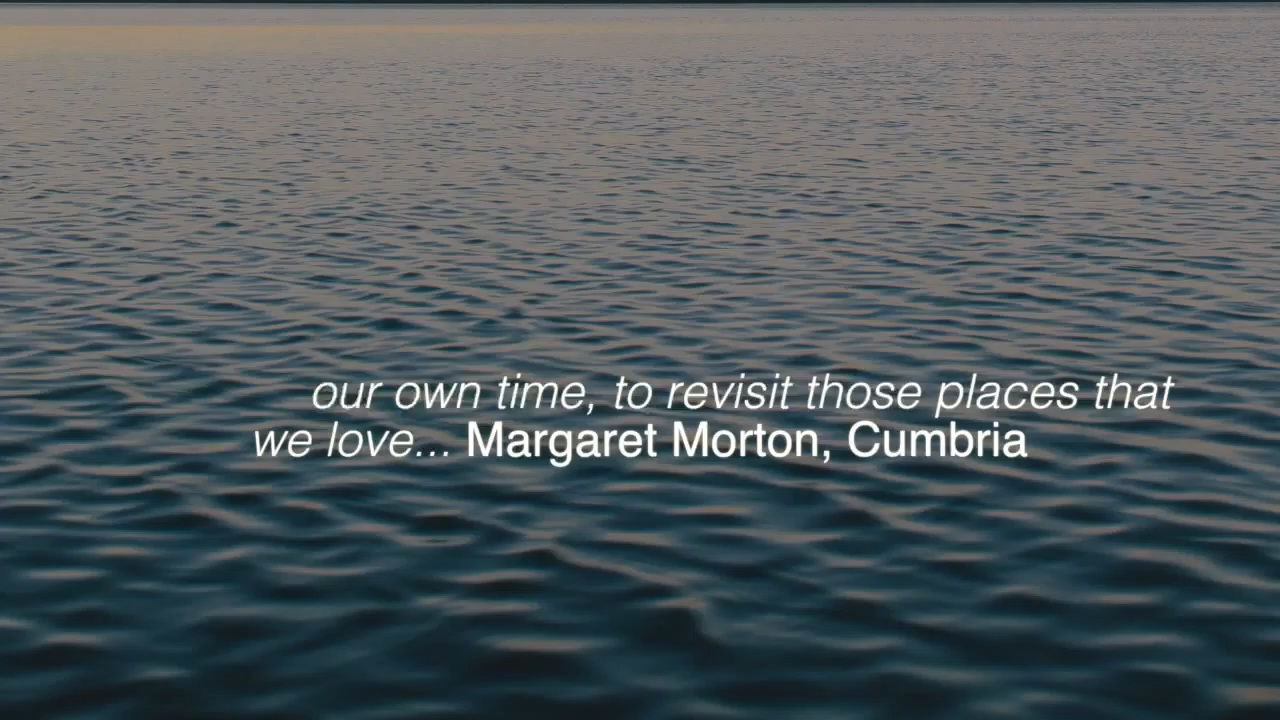 our own time, to revisit those places that
we love... Margaret Morton, Cumbria